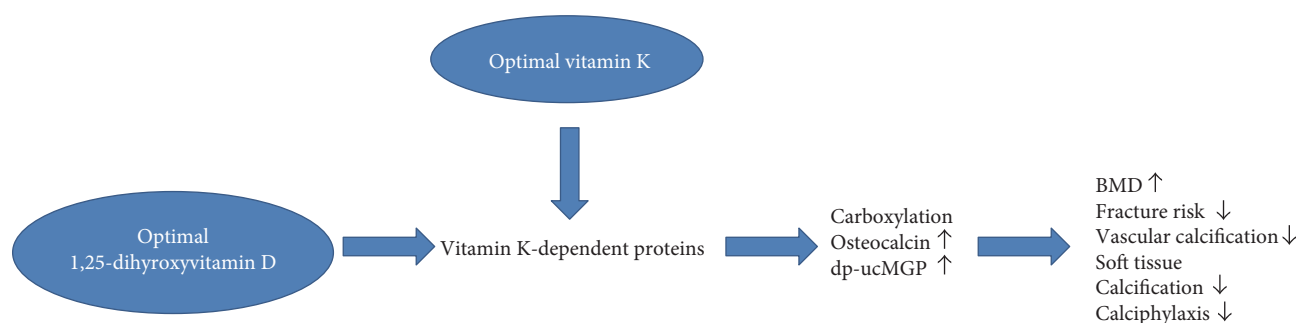 Optimal vitamin K
Optimal
1,25-dihyroxyvitamin D
Vitamin K-dependent proteins
Carboxylation
Osteocalcin ↑
dp-ucMGP ↑
BMD ↑
Fracture risk ↓
Vascular calcification ↓
Soft tissue
Calcification ↓
Calciphylaxis ↓